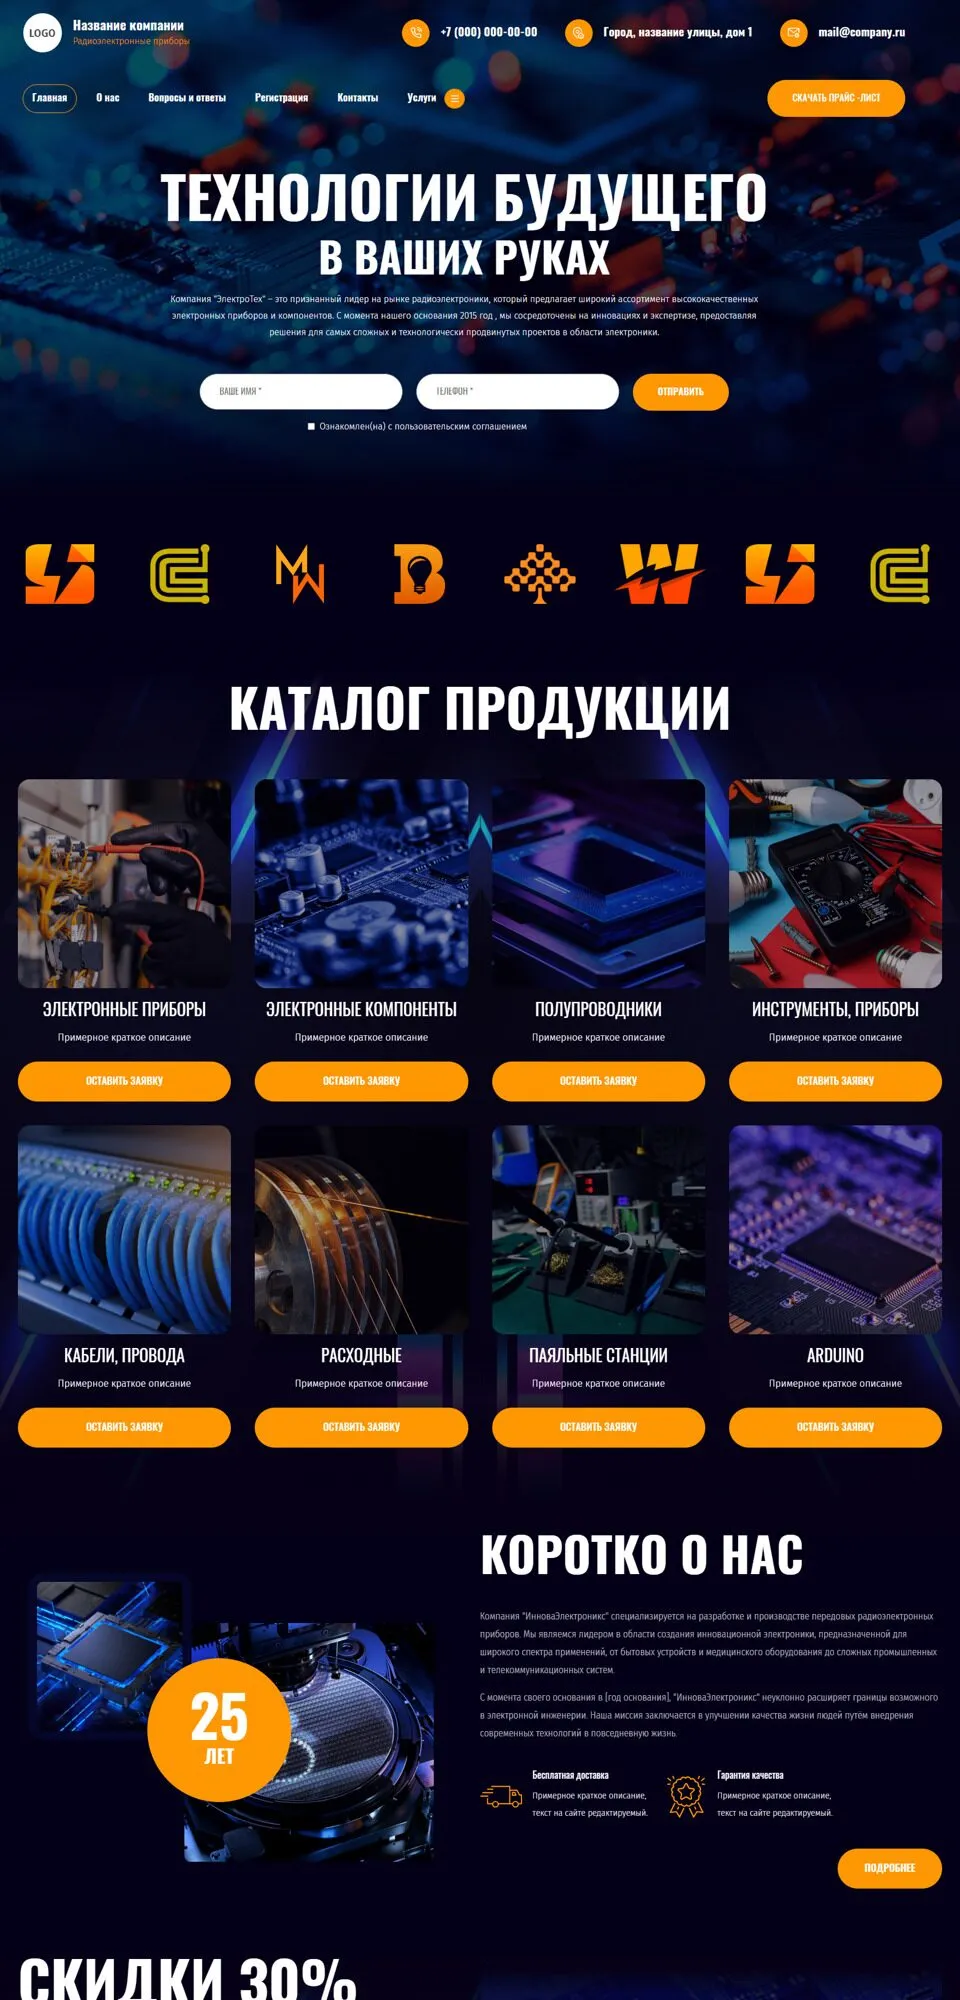 LOGO
Название компании
Радиоэлектронные приборы
+7 (000) 000-00-00
Город, название улицы, дом 1
mail@company.ru
Главная
О нас
Вопросы и ответы
Регистрация
Контакты
Услуги
СКАЧАТЬ ПРАЙС-ЛИСТ
ТЕХНОЛОГИИ БУДУЩЕГО
В ВАШИХ РУКАХ
Компания "ЭлектроТех" – это признанный лидер на рынке радиоэлектроники, который предлагает широкий ассортимент высококачественных
электронных приборов и компонентов. С момента нашего основания 2015 год , мы сосредоточены на инновациях и экспертизе, предоставляя
решения для самых сложных и технологически продвинутых проектов в области электроники.
ВАШЕ ИМЯ *
ТЕЛЕФОН *
ОТПРАВИТЬ
Ознакомлен(на) с пользовательским соглашением
КАТАЛОГ ПРОДУКЦИИ
ЭЛЕКТРОННЫЕ ПРИБОРЫ
Примерное краткое описание
ОСТАВИТЬ ЗАЯВКУ
ЭЛЕКТРОННЫЕ КОМПОНЕНТЫ
Примерное краткое описание
ОСТАВИТЬ ЗАЯВКУ
ПОЛУПРОВОДНИКИ
Примерное краткое описание
ОСТАВИТЬ ЗАЯВКУ
ИНСТРУМЕНТЫ, ПРИБОРЫ
Примерное краткое описание
ОСТАВИТЬ ЗАЯВКУ
КАБЕЛИ, ПРОВОДА
Примерное краткое описание
ОСТАВИТЬ ЗАЯВКУ
РАСХОДНЫЕ
Примерное краткое описание
ОСТАВИТЬ ЗАЯВКУ
ПАЯЛЬНЫЕ СТАНЦИИ
Примерное краткое описание
ОСТАВИТЬ ЗАЯВКУ
ARDUINO
Примерное краткое описание
ОСТАВИТЬ ЗАЯВКУ
25
ЛЕТ
КОРОТКО О НАС
Компания "ИнноваЭлектроникс" специализируется на разработке и производстве передовых радиоэлектронных
приборов. Мы являемся лидером в области создания инновационной электроники, предназначенной для
широкого спектра применений, от бытовых устройств и медицинского оборудования до сложных промышленных
и телекоммуникационных систем.
С момента своего основания в [год основания], "ИнноваЭлектроникс" неуклонно расширяет границы возможного
в электронной инженерии. Наша миссия заключается в улучшении качества жизни людей путём внедрения
современных технологий в повседневную жизнь.
Бесплатная доставка
Примерное краткое описание,
текст на сайте редактируемый.
Гарантия качества
Примерное краткое описание,
текст на сайте редактируемый.
ПОДРОБНЕЕ
СКИДКИ 30%